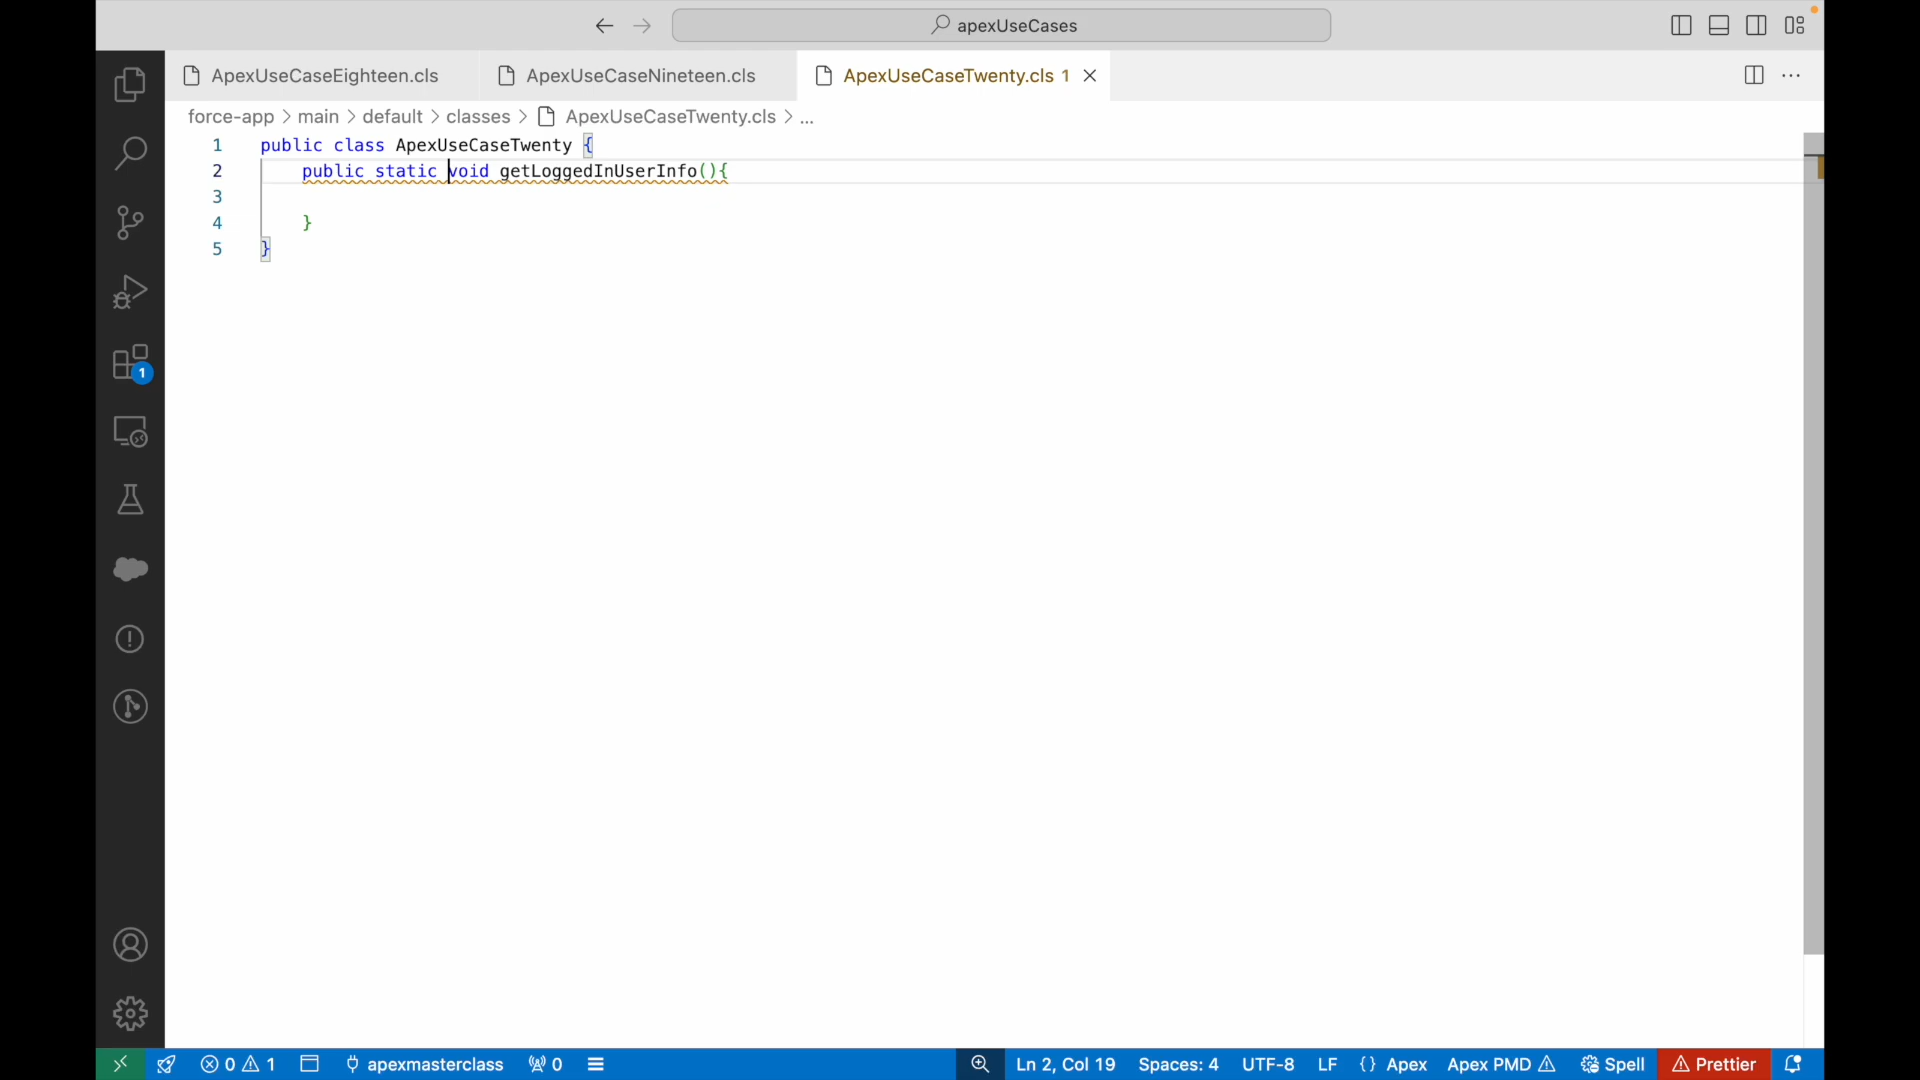 apexUseCases
ApexUseCaseEighteen.cls ApexUseCaseNineteen.cls ApexUseCaseTwenty.cls 1
force-app > main > default > classes > ApexUseCaseTwenty.cls > ...
1 public class ApexUseCaseTwenty {
2 public static void getLoggedInUserInfo(){
3
4 }
5 }
1
0 1 apexmasterclass 0 Ln 2, Col 19 Spaces: 4 UTF-8 LF {} Apex Apex PMD Spell Prettier